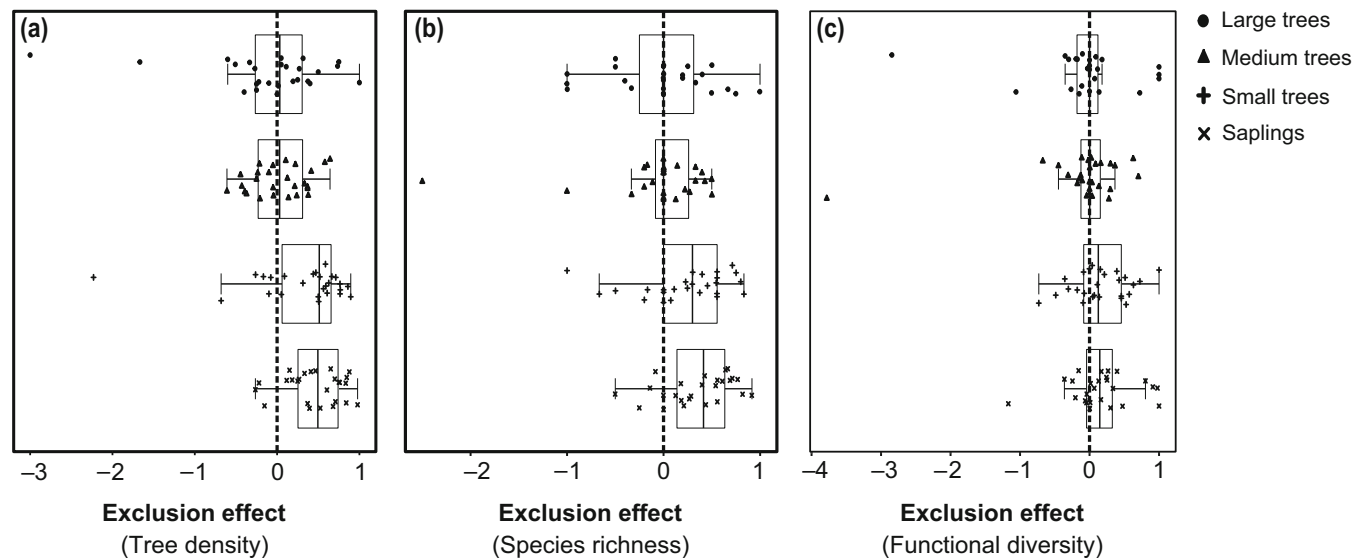 (a)
(b)
(c)
Large trees
Medium trees
Small trees
Saplings
–3 –2 –1 0 1
–2 –1 0 1
–4 –3 –2 –1 0 1
Exclusion effect
(Tree density)
Exclusion effect
(Species richness)
Exclusion effect
(Functional diversity)